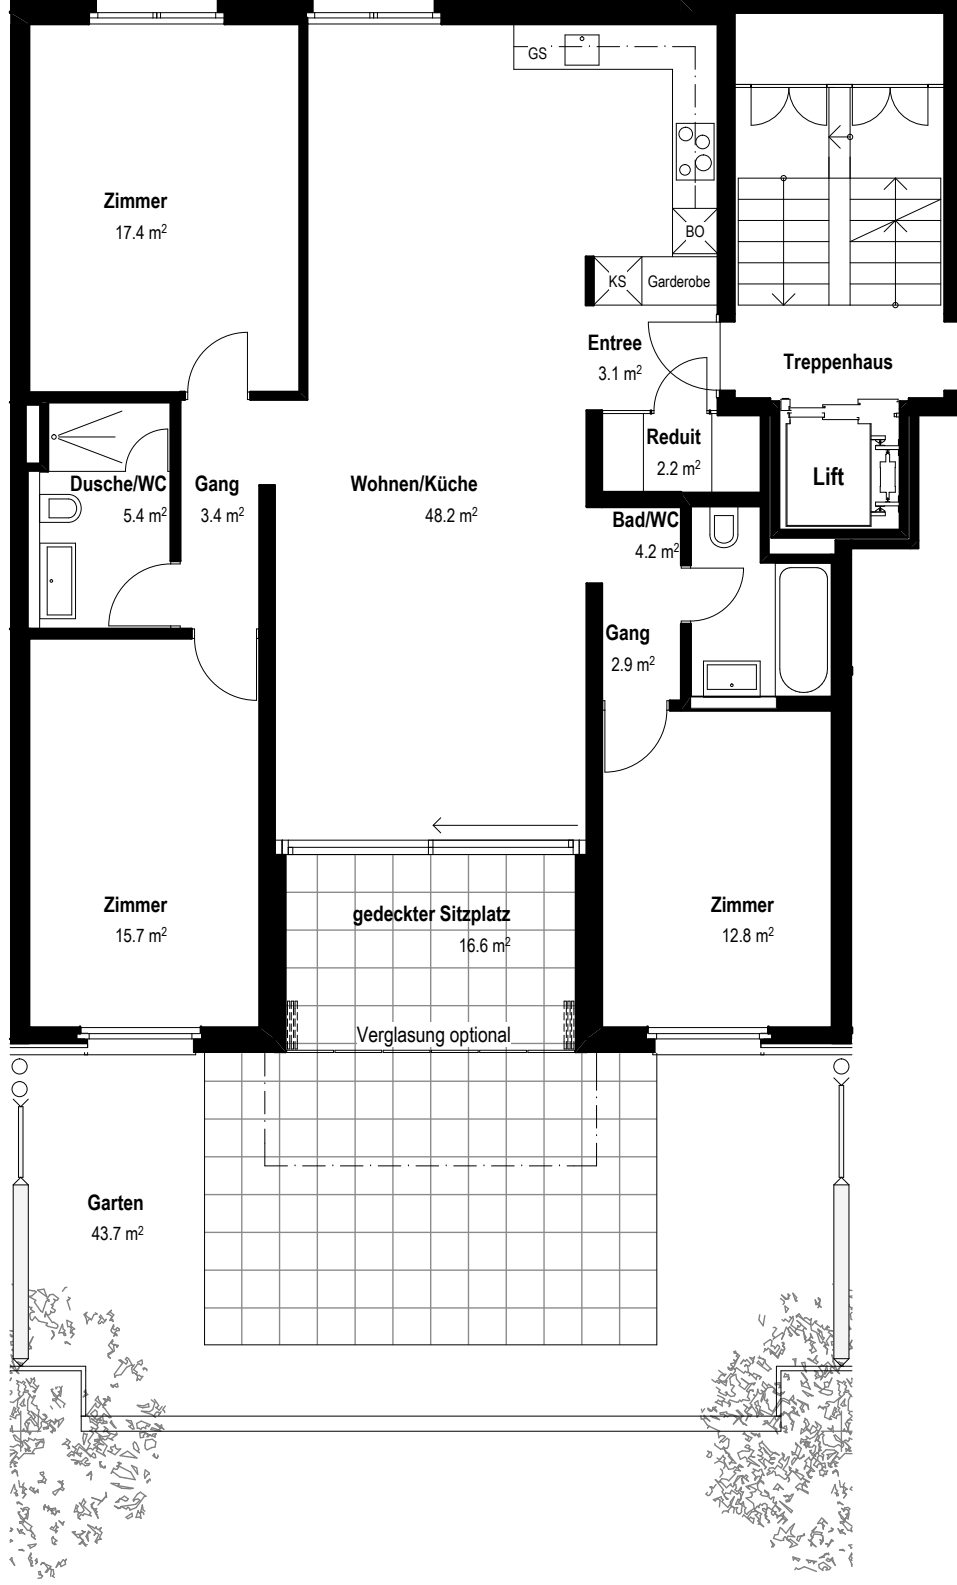 GS
Zimmer
17.4 m²
BO
KS
Garderobe
Entree
3.1 m²
Treppenhaus
Reduit
2.2 m²
Lift
Dusche/WC
5.4 m²
Gang
3.4 m²
Wohnen/Küche
48.2 m²
Bad/WC
4.2 m²
Gang
2.9 m²
Zimmer
15.7 m²
gedeckter Sitzplatz
16.6 m²
Zimmer
12.8 m²
Verglasung optional
Garten
43.7 m²